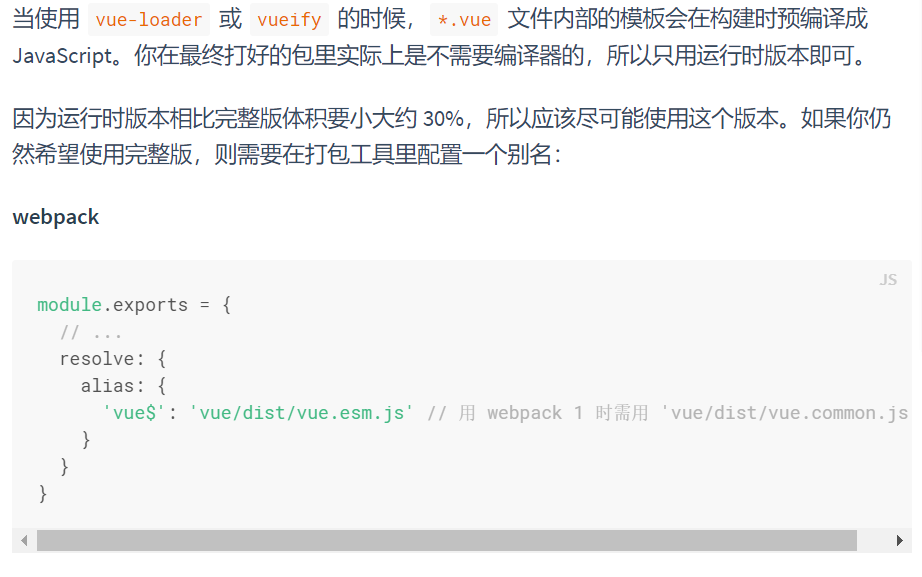 当使用 vue-loader 或 vueify 的时候，*.vue 文件内部的模板会在构建时预编译成
JavaScript。你在最终打好的包里实际上是不需要编译器的，所以只用运行时版本即可。
因为运行时版本相比完整版体积要小大约 30%，所以应该尽可能使用这个版本。如果你仍
然希望使用完整版，则需要在打包工具里配置一个别名：
webpack
JS
module.exports = {
  // ...
  resolve: {
    alias: {
      'vue$': 'vue/dist/vue.esm.js' // 用 webpack 1 时需用 'vue/dist/vue.common.js
    }
  }
}